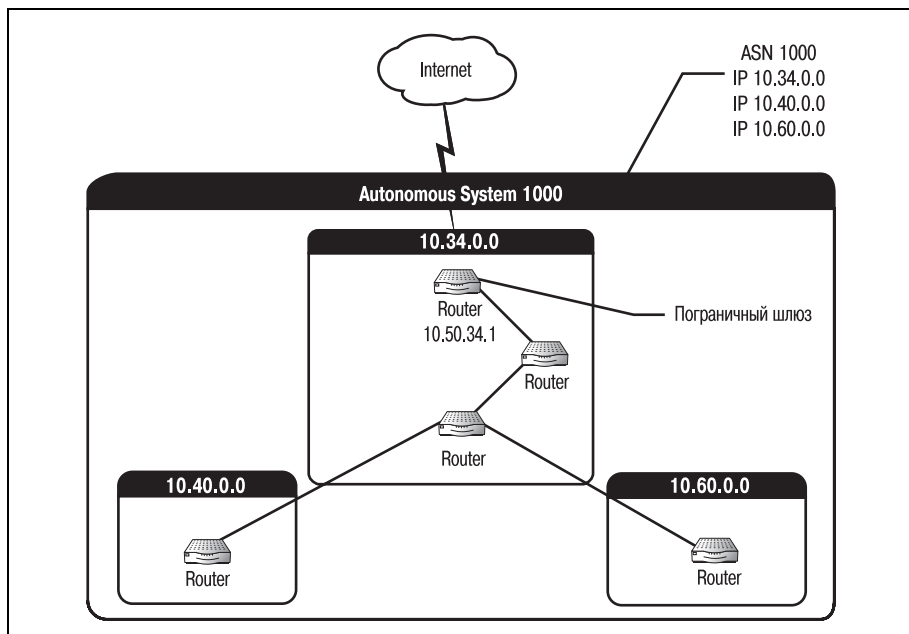 Internet
ASN 1000
IP 10.34.0.0
IP 10.40.0.0
IP 10.60.0.0
Autonomous System 1000
10.34.0.0
Router
10.50.34.1
Пограничный шлюз
Router
Router
10.40.0.0
Router
10.60.0.0
Router